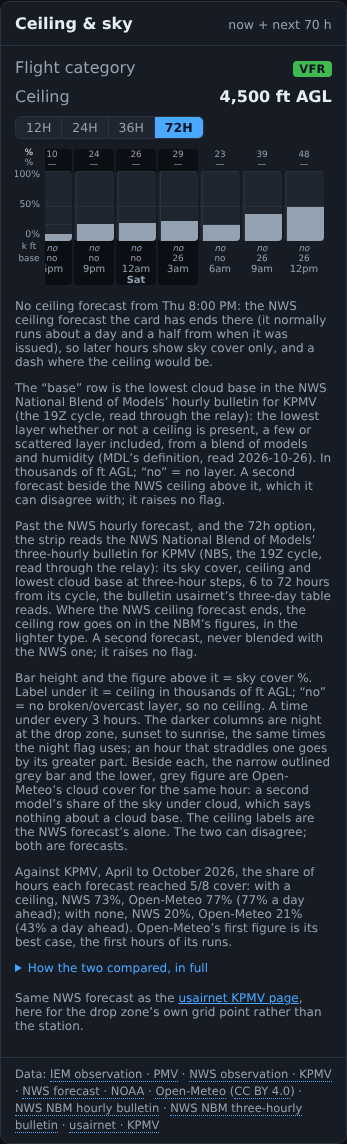 Ceiling & sky now + next 70 h
Flight category VFR
Ceiling 4,500 ft AGL
12H 24H 36H 72H
% 10 24 26 29 23 39 48
% — — — — — — —
100%
50%
0%
k ft no no no no no no no
base no no no 26 no 26 26
5pm 9pm 12am 3am 6am 9am 12pm
Sat
No ceiling forecast from Thu 8:00 PM: the NWS
ceiling forecast the card has ends there (it normally
runs about a day and a half from when it was
issued), so later hours show sky cover only, and a
dash where the ceiling would be.
The “base” row is the lowest cloud base in the NWS
National Blend of Models’ hourly bulletin for KPMV
(the 19Z cycle, read through the relay): the lowest
layer whether or not a ceiling is present, a few or
scattered layer included, from a blend of models
and humidity (MDL’s definition, read 2026-10-26). In
thousands of ft AGL; “no” = no layer. A second
forecast beside the NWS ceiling above it, which it
can disagree with; it raises no flag.
Past the NWS hourly forecast, and the 72h option,
the strip reads the NWS National Blend of Models’
three-hourly bulletin for KPMV (NBS, the 19Z cycle,
read through the relay): its sky cover, ceiling and
lowest cloud base at three-hour steps, 6 to 72 hours
from its cycle, the bulletin usairnet’s three-day table
reads. Where the NWS ceiling forecast ends, the
ceiling row goes on in the NBM’s figures, in the
lighter type. A second forecast, never blended with
the NWS one; it raises no flag.
Bar height and the figure above it = sky cover %.
Label under it = ceiling in thousands of ft AGL; “no”
= no broken/overcast layer, so no ceiling. A time
under every 3 hours. The darker columns are night
at the drop zone, sunset to sunrise, the same times
the night flag uses; an hour that straddles one goes
by its greater part. Beside each, the narrow outlined
grey bar and the lower, grey figure are Open-
Meteo’s cloud cover for the same hour: a second
model’s share of the sky under cloud, which says
nothing about a cloud base. The ceiling labels are
the NWS forecast’s alone. The two can disagree;
both are forecasts.
Against KPMV, April to October 2026, the share of
hours each forecast reached 5/8 cover: with a
ceiling, NWS 73%, Open-Meteo 77% (77% a day
ahead); with none, NWS 20%, Open-Meteo 21%
(43% a day ahead). Open-Meteo’s first figure is its
best case, the first hours of its runs.
▶ How the two compared, in full
Same NWS forecast as the usairnet KPMV page,
here for the drop zone’s own grid point rather than
the station.
Data: IEM observation · PMV · NWS observation · KPMV
· NWS forecast · NOAA · Open-Meteo (CC BY 4.0) ·
NWS NBM hourly bulletin · NWS NBM three-hourly
bulletin · usairnet · KPMV